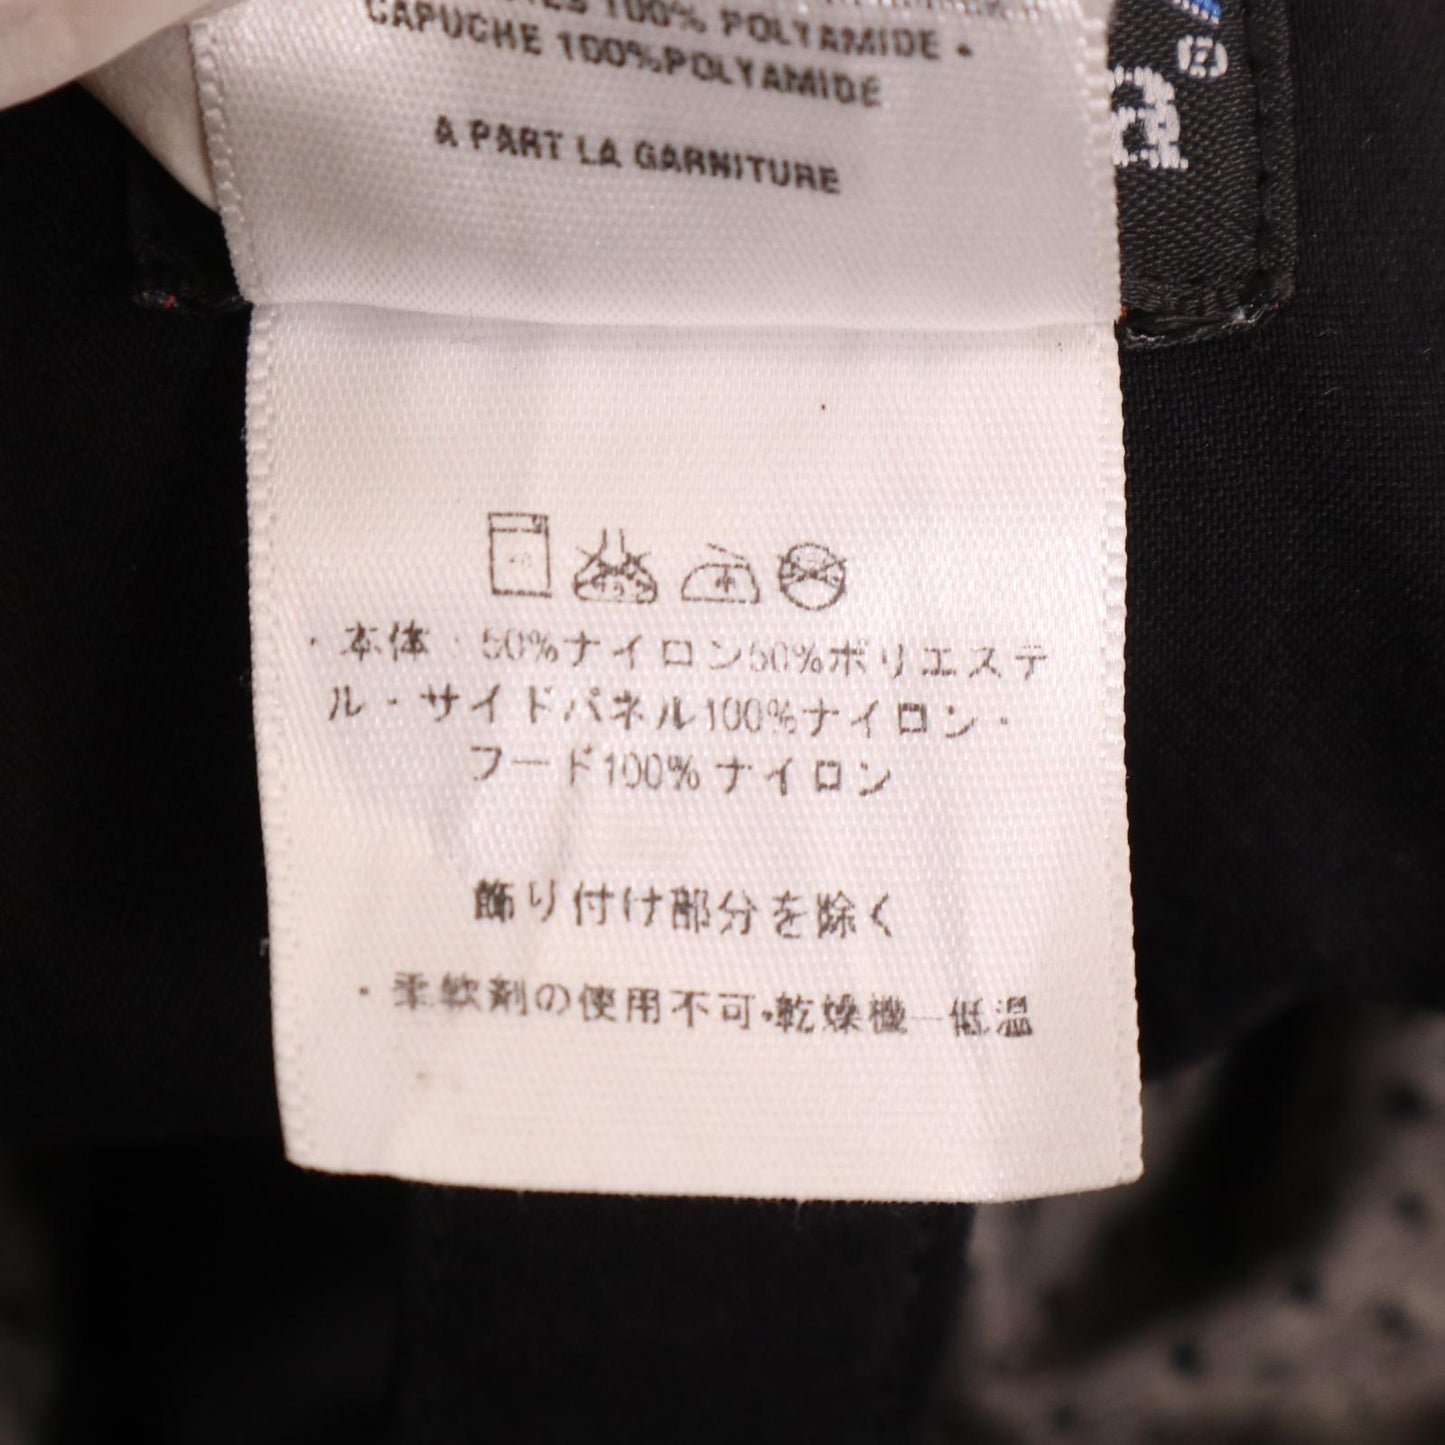 100% POLYAMIDE •
CAPUCHE 100%POLYAMIDE
A PART LA GARNITURE
・本体・50%ナイロン50%ポリエステ
ル・サイドパネル100%ナイロン・
フード100%ナイロン
飾り付け部分を除く
・柔軟剤の使用不可・乾燥機―低温